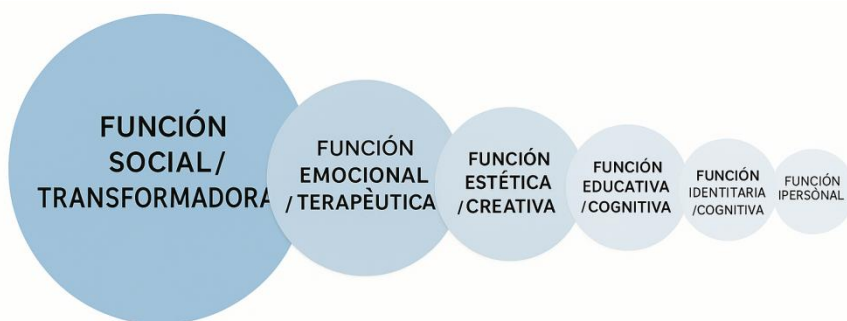 FUNCIÓN
SOCIAL/
TRANSFORMADORA
FUNCIÓN
EMOCIONAL
/TERAPÈUTICA
FUNCIÓN
ESTÉTICA
/CREATIVA
FUNCIÓN
EDUCATIVA
/COGNITIVA
FUNCIÓN
IDENTITARIA
/COGNITIVA
FUNCIÓN
IPERSÒNAL